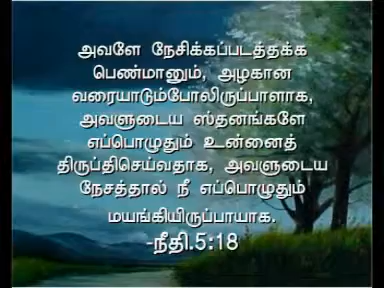 அவளே நேசிக்கப்படத்தக்க
பெண்மானும், அழகான
வரையாடும்போலிருப்பாளாக,
அவளுடைய ஸ்தனங்களே
எப்பொழுதும் உன்னைத்
திருப்திசெய்வதாக, அவளுடைய
நேசத்தால் நீ எப்பொழுதும்
மயங்கியிருப்பாயாக.
-நீதி.5:18